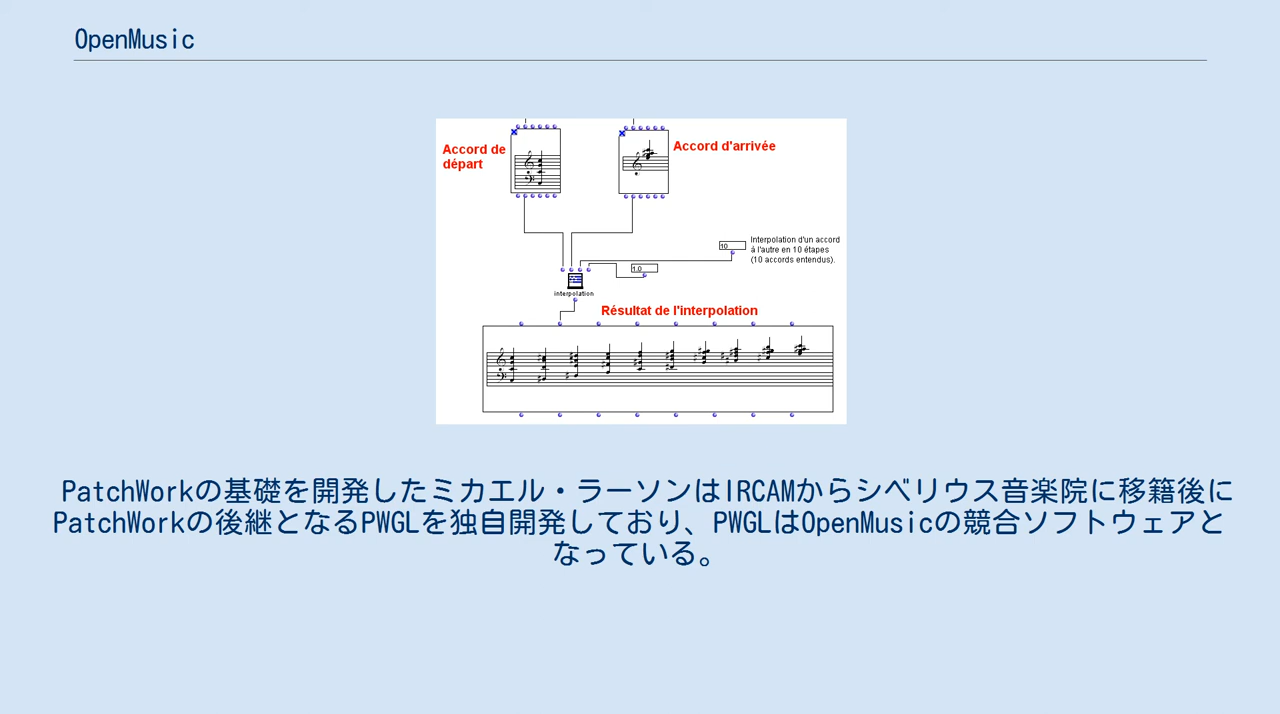 OpenMusic
Accord de
départ
Accord d'arrivée
10
Interpolation d'un accord
à l'autre en 10 étapes
(10 accords entendus).
1.0
interpolation
Résultat de l'interpolation
PatchWorkの基礎を開発したミカエル・ラーソンはIRCAMからシベリウス音楽院に移籍後に
PatchWorkの後継となるPWGLを独自開発しており、PWGLはOpenMusicの競合ソフトウェアと
なっている。